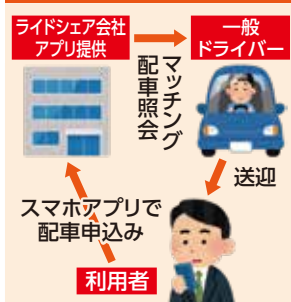 ライドシェア会社
アプリ提供
一般
ドライバー
マッチング
配車照会
送迎
スマホアプリで
配車申込み
利用者